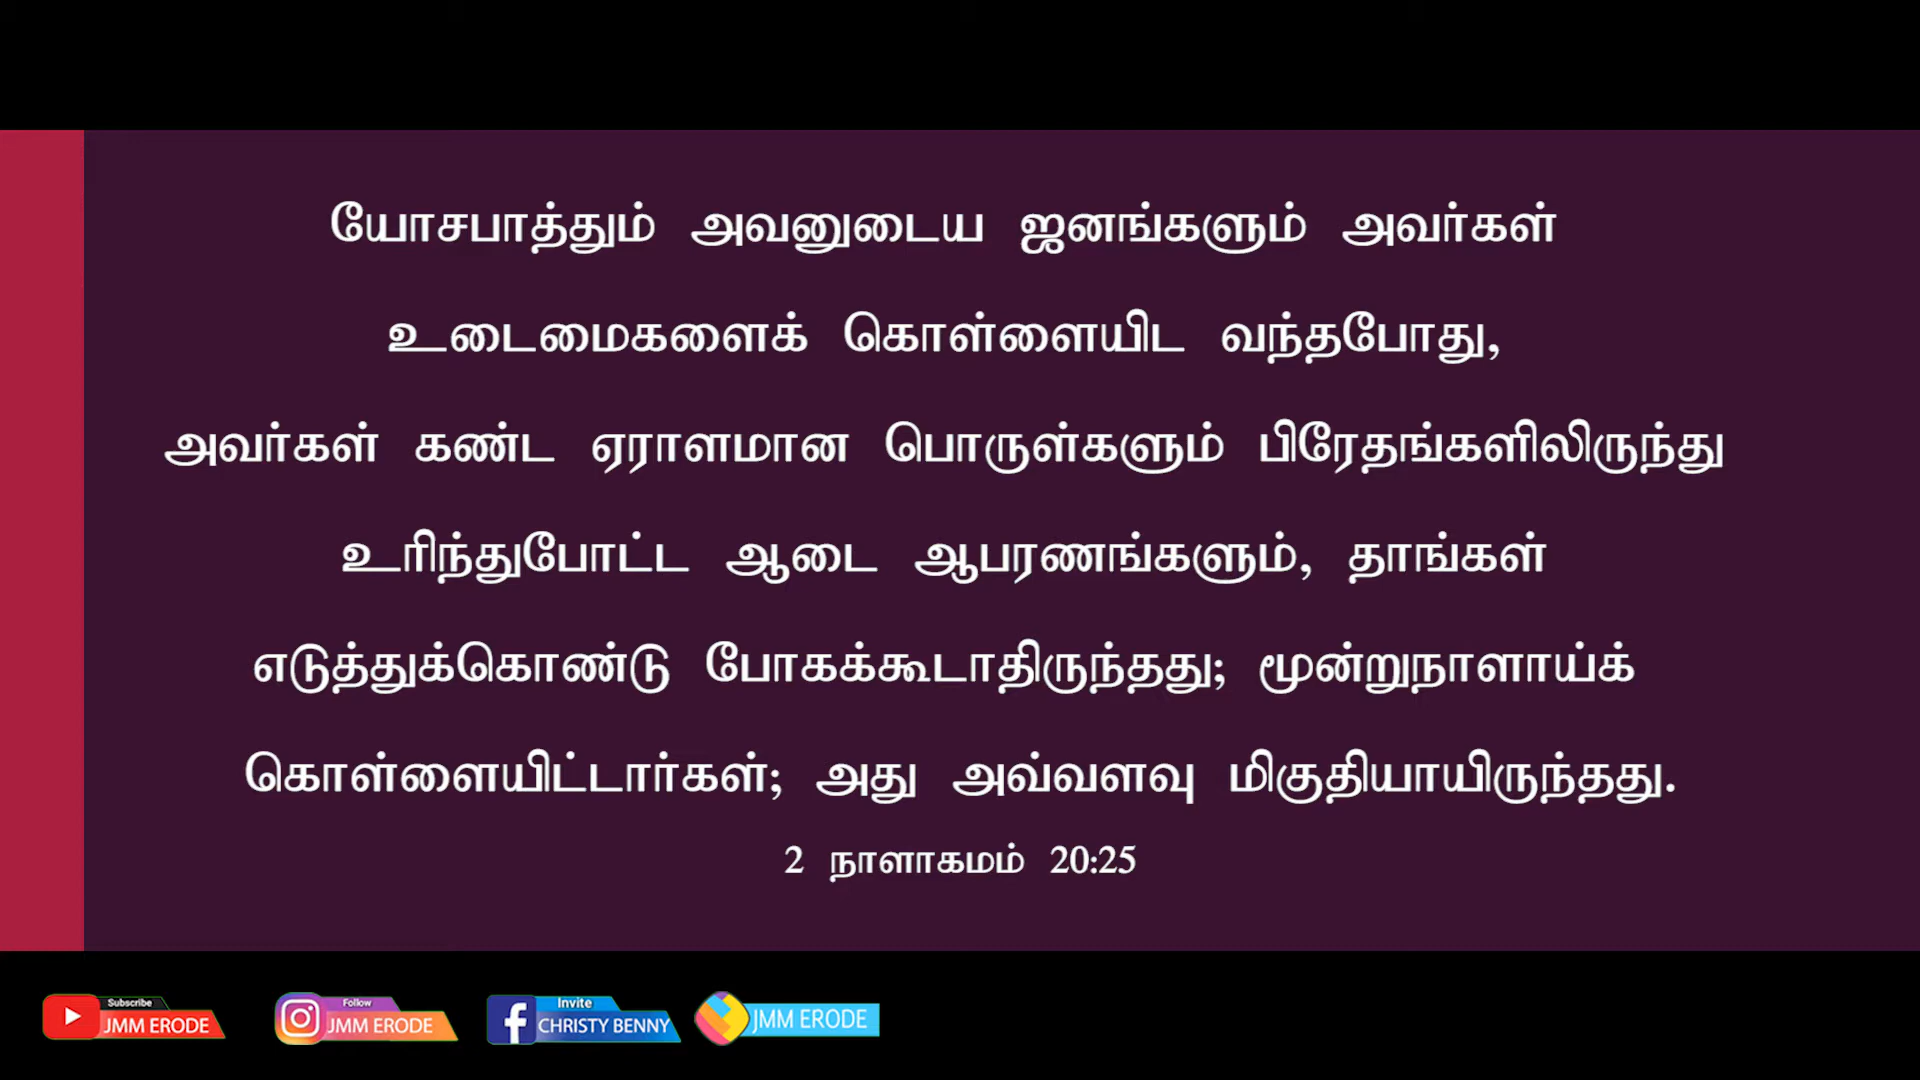 யோசபாத்தும் அவனுடைய ஜனங்களும் அவர்கள்
உடைமைகளைக் கொள்ளையிட வந்தபோது,
அவர்கள் கண்ட ஏராளமான பொருள்களும் பிரேதங்களிலிருந்து
உரிந்துபோட்ட ஆடை ஆபரணங்களும், தாங்கள்
எடுத்துக்கொண்டு போகக்கூடாதிருந்தது; மூன்றுநாளாய்க்
கொள்ளையிட்டார்கள்; அது அவ்வளவு மிகுதியாயிருந்தது.
2 நாளாகமம் 20:25
Subscribe
JMM ERODE
Follow
JMM ERODE
Invite
CHRISTY BENNY
JMM ERODE